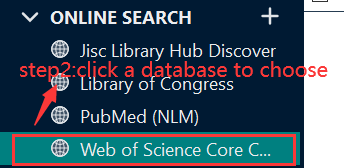 ONLINE SEARCH
Jisc Library Hub Discover
step2:click a database to choose
Library of Congress
PubMed (NLM)
Web of Science Core C...